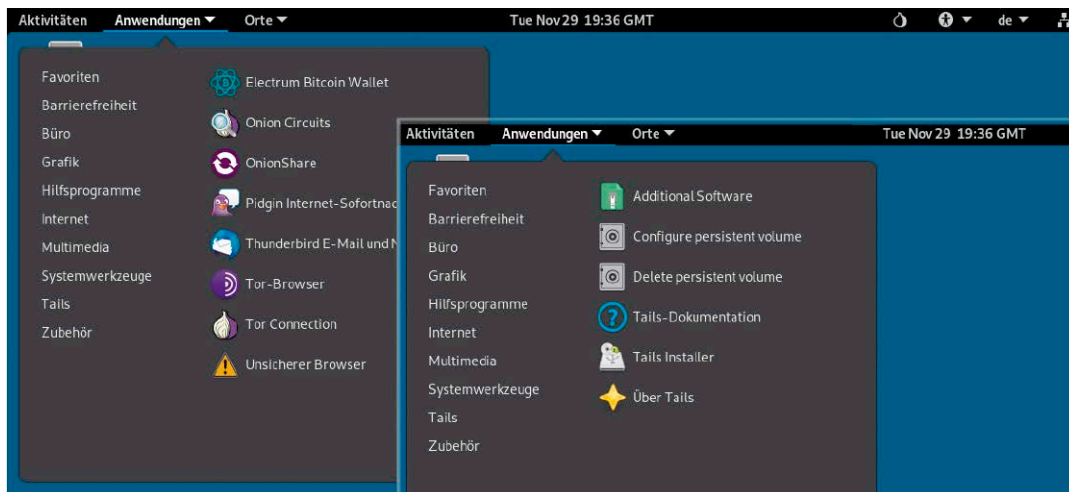 Aktivitäten Anwendungen Orte Tue Nov 29 19:36 GMT de
Favoriten
Barrierefreiheit
Büro
Grafik
Hilfsprogramme
Internet
Multimedia
Systemwerkzeuge
Tails
Zubehör
Electrum Bitcoin Wallet
Onion Circuits
OnionShare
Pidgin
Thunderbird E-Mail und
Tor-Browser
Tor Connection
Unsicherer Browser
Aktivitäten Anwendungen Orte Tue Nov 29 19:36 GMT
Favoriten
Barrierefreiheit
Büro
Grafik
Hilfsprogramme
Internet
Multimedia
Systemwerkzeuge
Tails
Zubehör
Additional Software
Configure persistent volume
Delete persistent volume
Tails-Dokumentation
Tails Installer
Über Tails